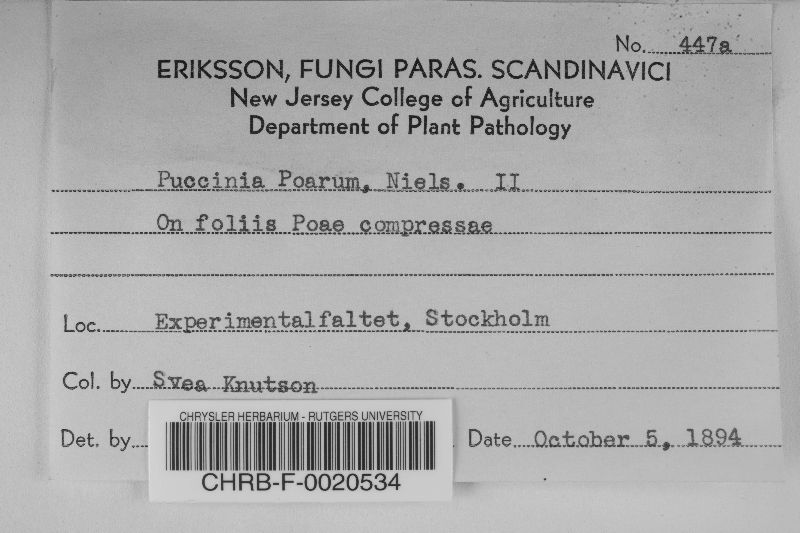 No. 447a
ERIKSSON, FUNGI PARAS. SCANDINAVICI
New Jersey College of Agriculture
Department of Plant Pathology
Puccinia Poarum, Niels. II
On foliis Poae compressae
Loc. Experimentalfaltet, Stockholm
Col. by Svea Knutson
Det. by
Date October 5, 1894
CHRYSLER HERBARIUM - RUTGERS UNIVERSITY
CHRB-F-0020534